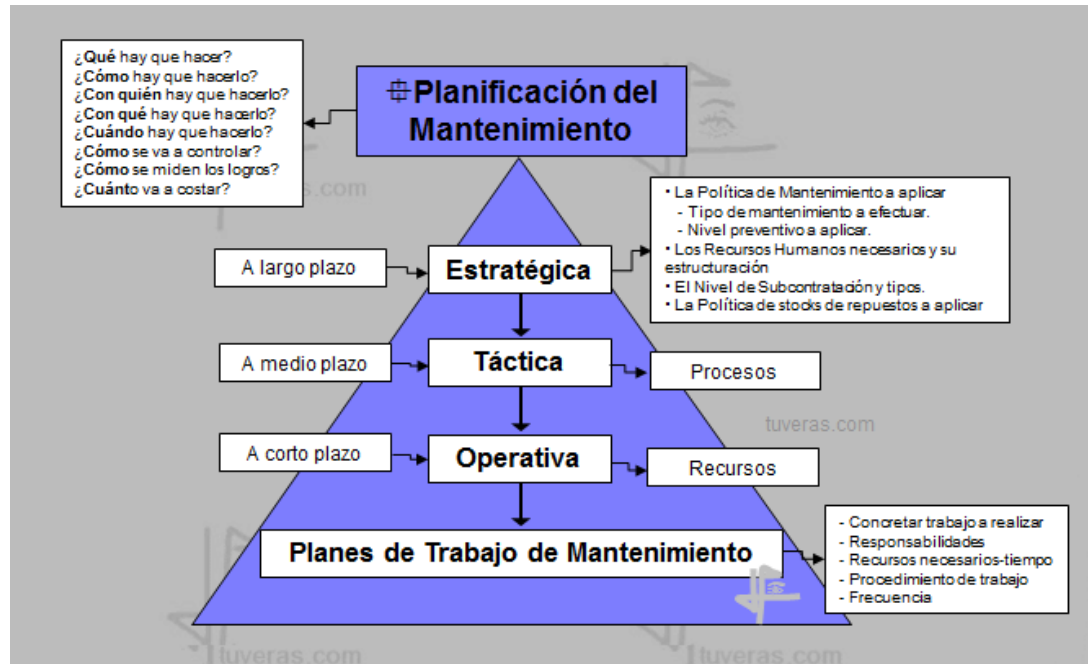 ¿Qué hay que hacer?
¿Cómo hay que hacerlo?
¿Con quién hay que hacerlo?
¿Con qué hay que hacerlo?
¿Cuándo hay que hacerlo?
¿Cómo se va a controlar?
¿Cómo se miden los logros?
¿Cuánto va a costar?
Planificación del
Mantenimiento
s.com
• La Política de Mantenimiento a aplicar
- Tipo de mantenimiento a efectuar.
- Nivel preventivo a aplicar.
• Los Recursos Humanos necesarios y su
estructuración
• El Nivel de Subcontratación y tipos.
• La Política de stocks de repuestos a aplicar
A largo plazo
Estratégica
A medio plazo
Táctica
Procesos
tuveras.com
A corto plazo
Operativa
Recursos
Planes de Trabajo de Mantenimiento
- Concretar trabajo a realizar
- Responsabilidades
- Recursos necesarios-tiempo
- Procedimiento de trabajo
- Frecuencia
tuveras.com
tuveras.com